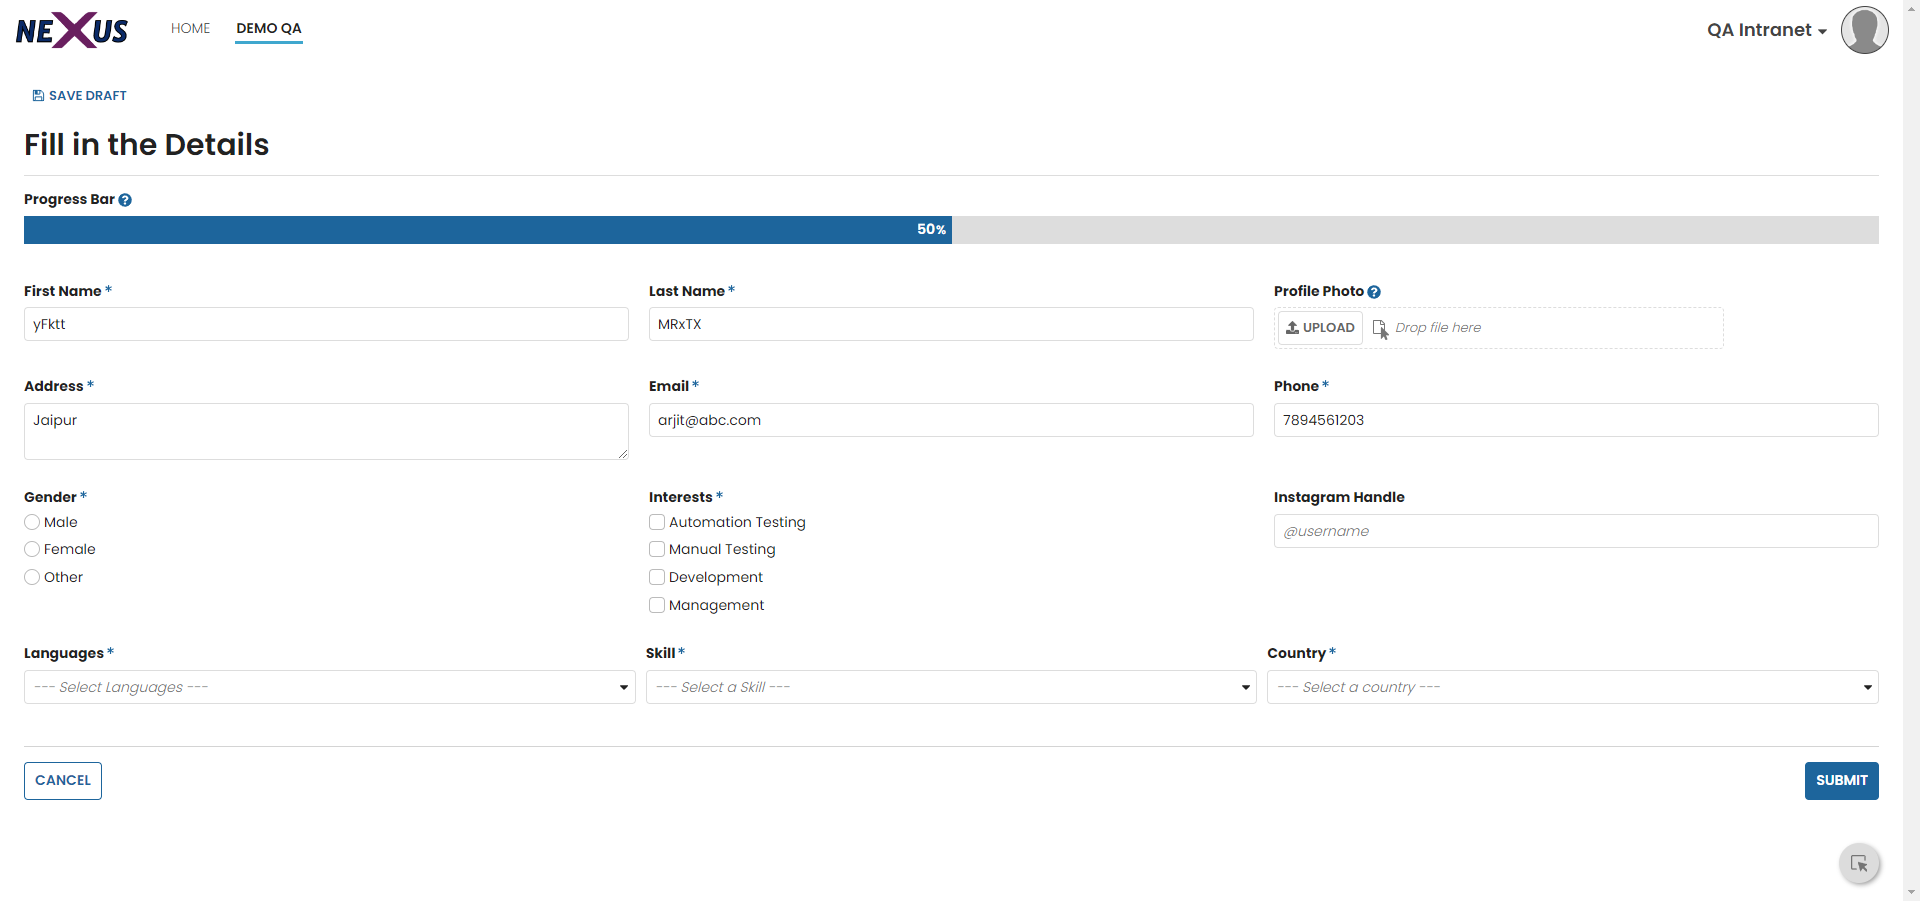 NEXUS
HOME
DEMO QA
QA Intranet
SAVE DRAFT
Fill in the Details
Progress Bar
50%
First Name *
Last Name *
Profile Photo
yFktt
MRxTX
UPLOAD
Drop file here
Address *
Email *
Phone *
Jaipur
arjit@abc.com
7894561203
Gender *
Interests *
Instagram Handle
Male
Automation Testing
@username
Female
Manual Testing
Other
Development
Management
Languages *
Skill *
Country *
--- Select Languages ---
--- Select a Skill ---
--- Select a country ---
CANCEL
SUBMIT